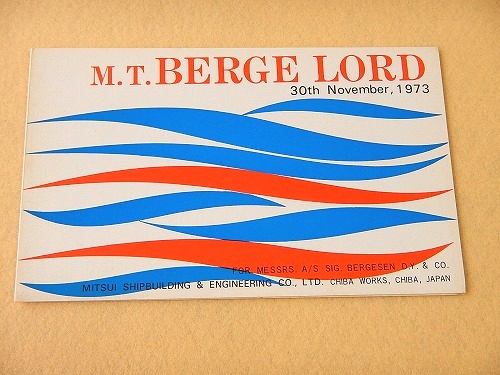 M.T. BERGE LORD
30th November, 1973
FOR MESSRS. A/S SIG. BERGESEN D.Y. & CO.
MITSUI SHIPBUILDING & ENGINEERING CO., LTD. CHIBA WORKS, CHIBA, JAPAN